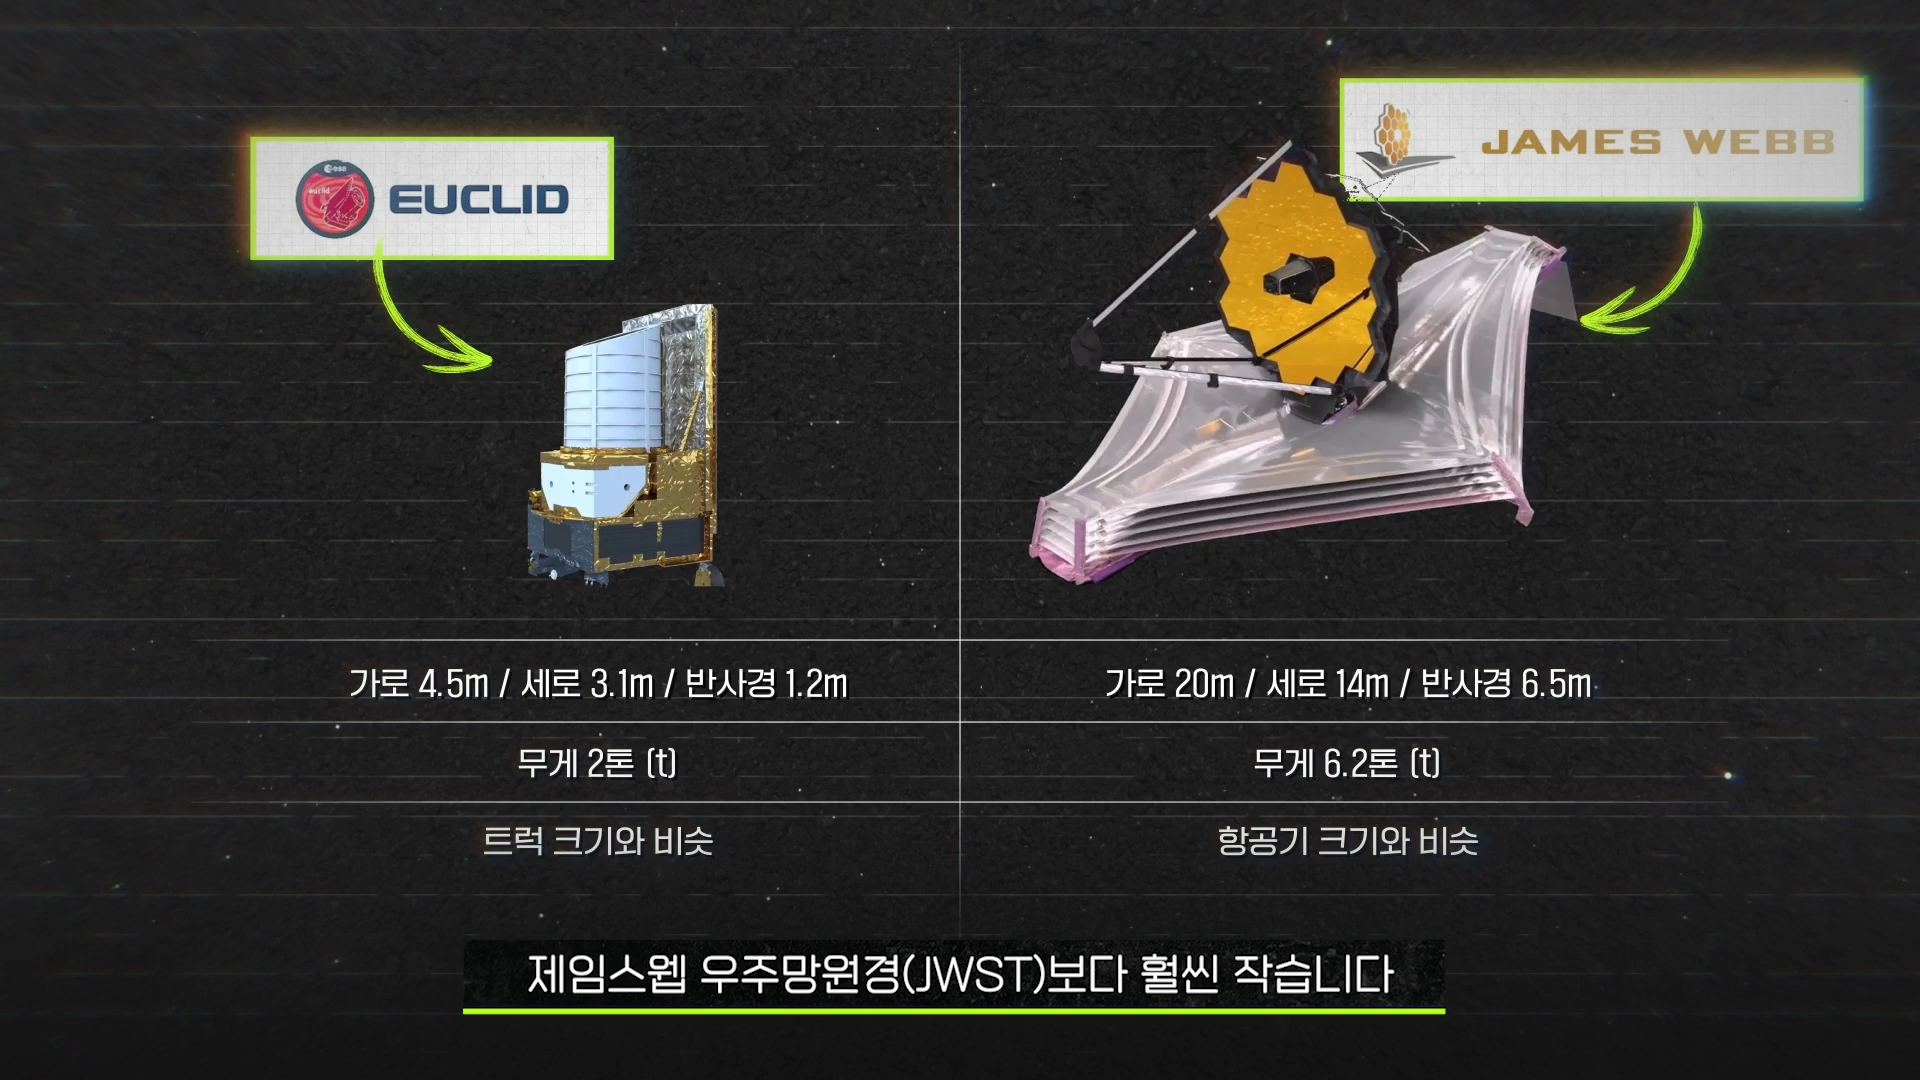 esa
euclid
EUCLID
JAMES WEBB
가로 4.5m / 세로 3.1m / 반사경 1.2m
가로 20m / 세로 14m / 반사경 6.5m
무게 2톤 (t)
무게 6.2톤 (t)
트럭 크기와 비슷
항공기 크기와 비슷
제임스웹 우주망원경(JWST)보다 훨씬 작습니다